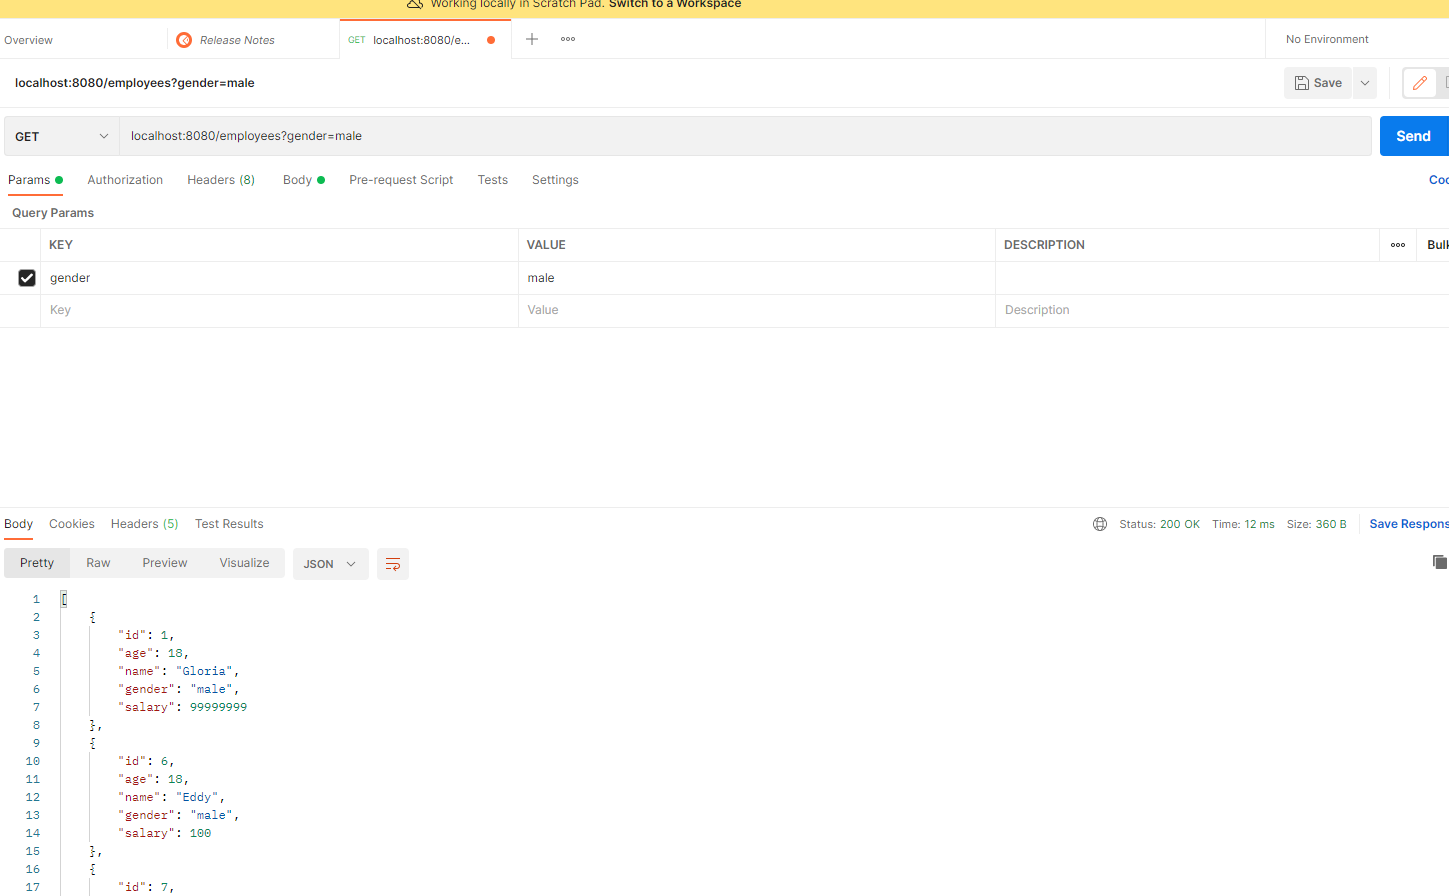 Working locally in Scratch Pad. Switch to a Workspace
Overview
Release Notes
GET localhost:8080/e...
No Environment
localhost:8080/employees?gender=male
Save
GET
localhost:8080/employees?gender=male
Send
Params Authorization Headers (8) Body Pre-request Script Tests Settings
Coo
Query Params
KEY VALUE DESCRIPTION Bulk
gender male
Key Value Description
Body Cookies Headers (5) Test Results
Status: 200 OK Time: 12 ms Size: 360 B Save Respons
Pretty Raw Preview Visualize JSON
1 [
2 {
3 "id": 1,
4 "age": 18,
5 "name": "Gloria",
6 "gender": "male",
7 "salary": 99999999
8 },
9 {
10 "id": 6,
11 "age": 18,
12 "name": "Eddy",
13 "gender": "male",
14 "salary": 100
15 },
16 {
17 "id": 7,